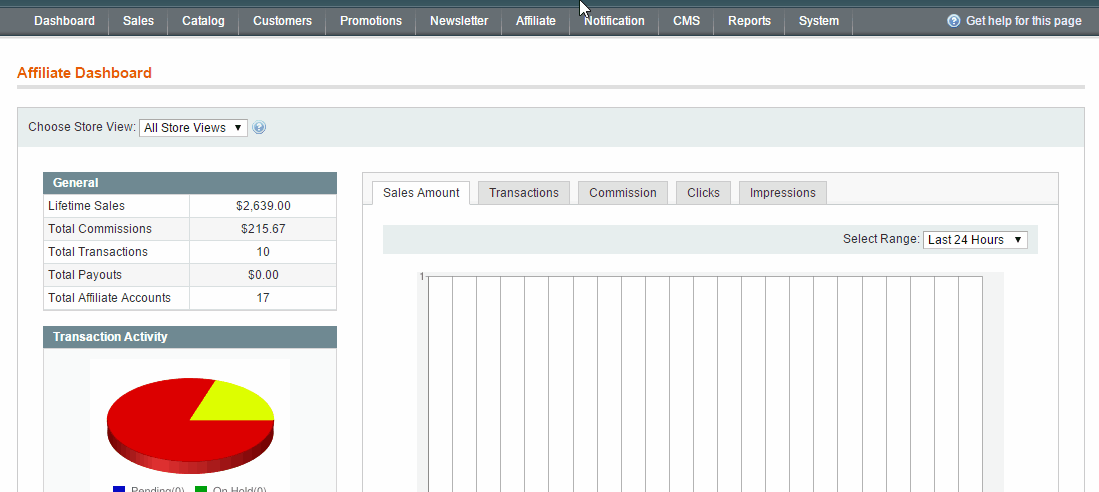 Dashboard Sales Catalog Customers Promotions Newsletter Affiliate Notification CMS Reports System Get help for this page
Affiliate Dashboard
Choose Store View: All Store Views
General
Lifetime Sales $2,639.00
Total Commissions $215.67
Total Transactions 10
Total Payouts $0.00
Total Affiliate Accounts 17
Transaction Activity
Pending(0) On Hold(0)
Sales Amount Transactions Commission Clicks Impressions
Select Range: Last 24 Hours
1